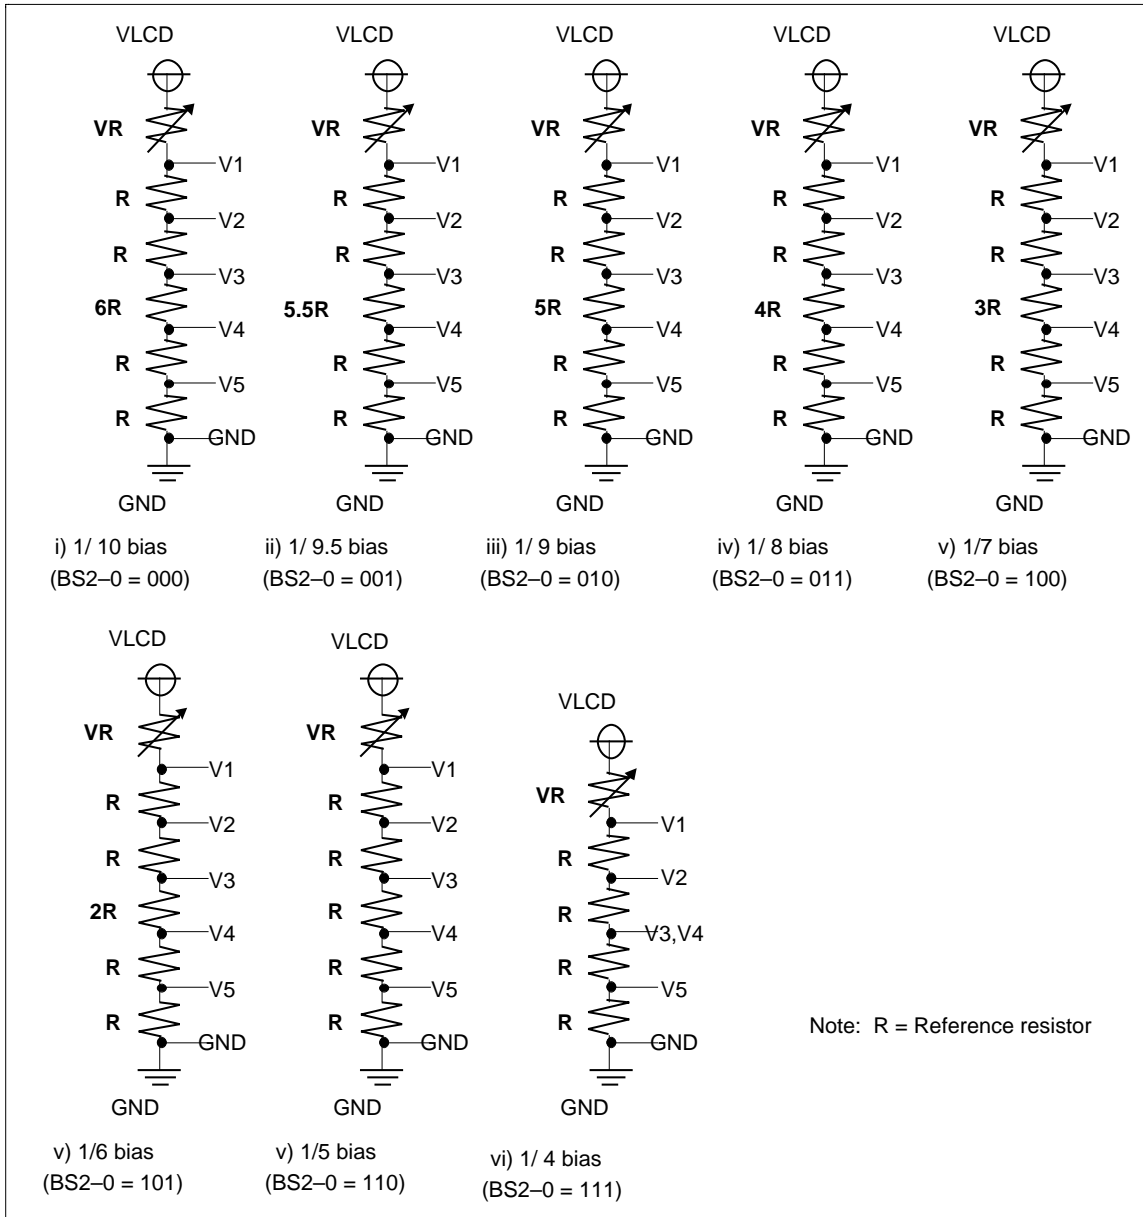 VLCD VLCD VLCD VLCD VLCD
VR VR VR VR VR
V1 V1 V1 V1 V1
R R R R R
V2 V2 V2 V2 V2
R R R R R
V3 V3 V3 V3 V3
6R 5.5R 5R 4R 3R
V4 V4 V4 V4 V4
R R R R R
V5 V5 V5 V5 V5
R R R R R
GND GND GND GND GND
GND GND GND GND GND
i) 1/ 10 bias ii) 1/ 9.5 bias iii) 1/ 9 bias iv) 1/ 8 bias v) 1/7 bias
(BS2–0 = 000) (BS2–0 = 001) (BS2–0 = 010) (BS2–0 = 011) (BS2–0 = 100)
VLCD VLCD
VLCD
VR VR
VR
V1 V1
R R
V1
V2 V2
R R R
V2
V3 V3
2R R R
V4 V4 V3,V4
R R R
V5 V5 V5
R R R
Note: R = Reference resistor
GND GND GND
GND GND GND
v) 1/6 bias v) 1/5 bias vi) 1/ 4 bias
(BS2–0 = 101) (BS2–0 = 110) (BS2–0 = 111)